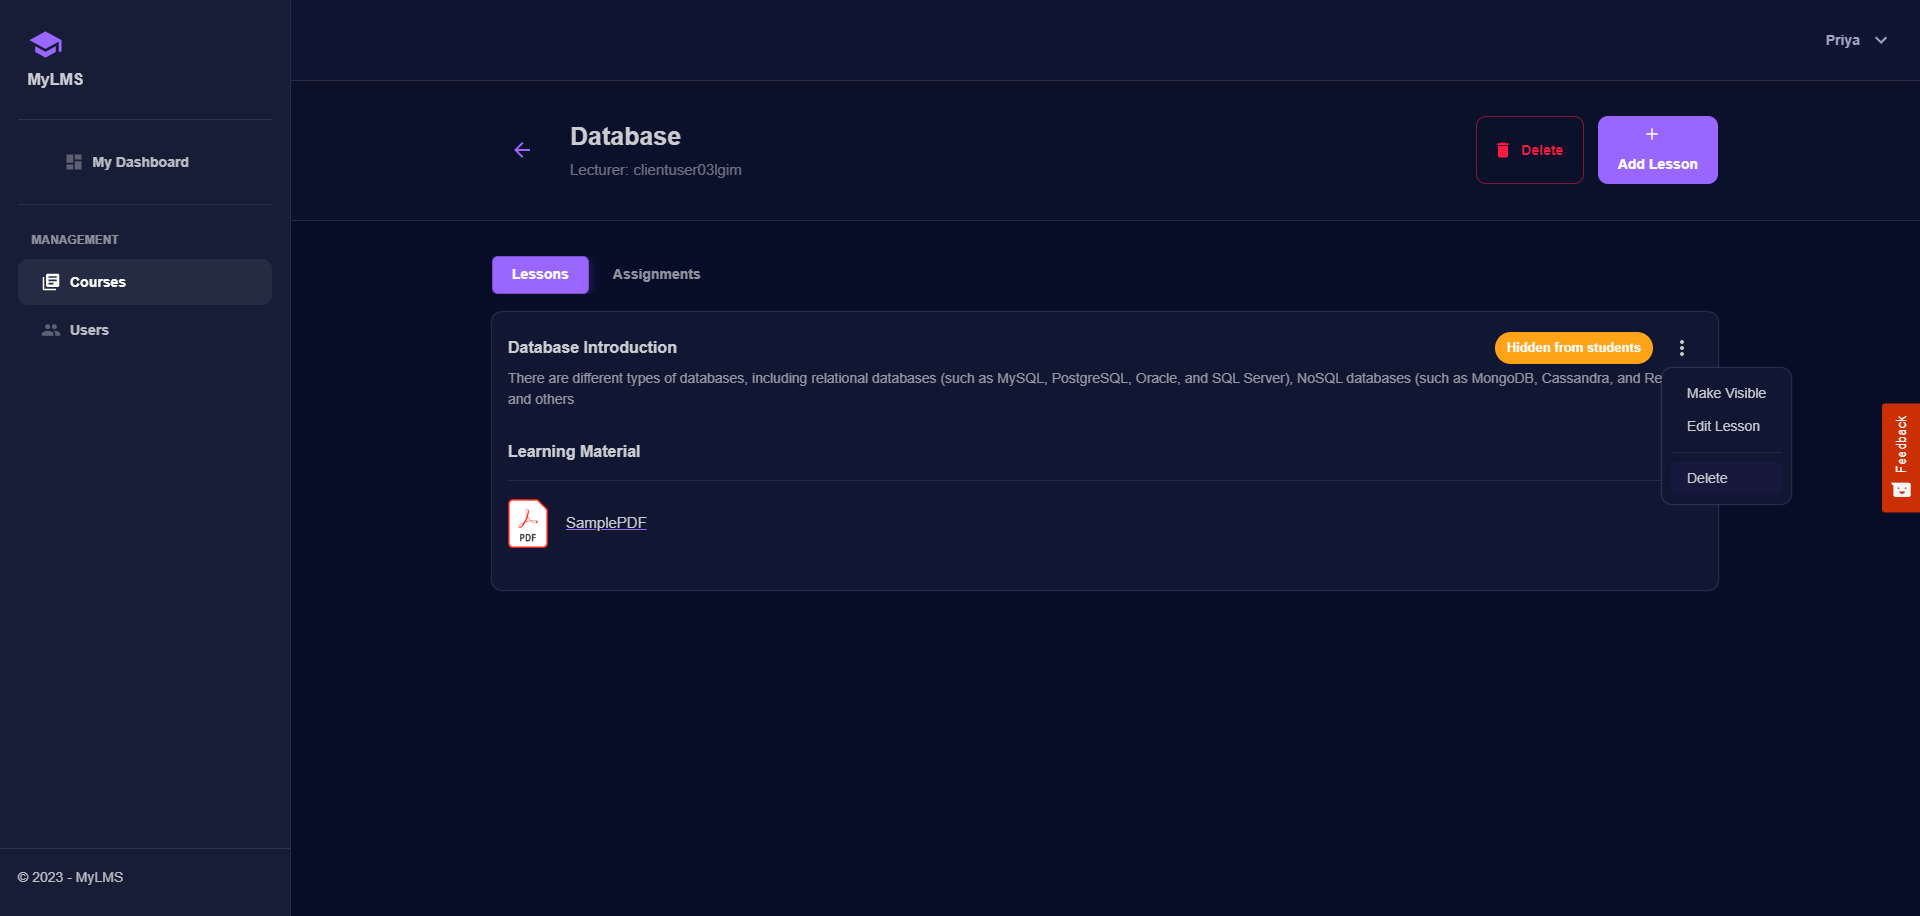 MyLMS
My Dashboard
MANAGEMENT
Courses
Users
© 2023 - MyLMS
Priya
Database
Lecturer: clientuser03lgim
Delete
Add Lesson
Lessons
Assignments
Database Introduction
Hidden from students
There are different types of databases, including relational databases (such as MySQL, PostgreSQL, Oracle, and SQL Server), NoSQL databases (such as MongoDB, Cassandra, and Re
and others
Make Visible
Edit Lesson
Delete
Learning Material
PDF
SamplePDF
Feedback